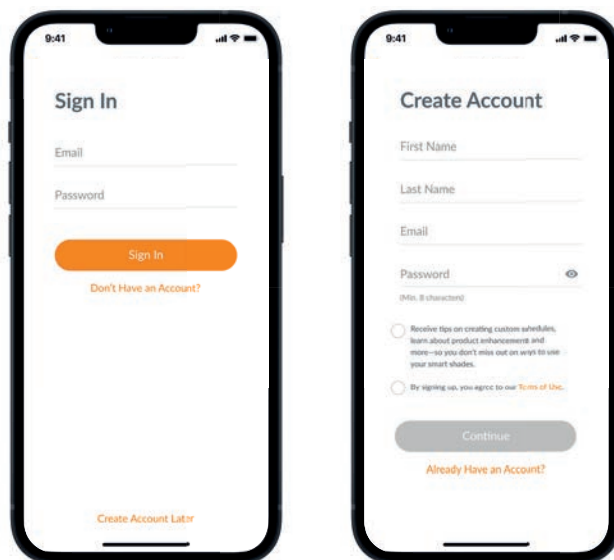 9:41
Sign In
Email
Password
Sign In
Don't Have an Account?
Create Account Later
9:41
Create Account
First Name
Last Name
Email
Password
(Min. 8 characters)
Receive tips on creating custom schedules,
learn about product enhancement and
more—so you don't miss out on ways to use
your smart shades.
By signing up, you agree to our Terms of Use.
Continue
Already Have an Account?